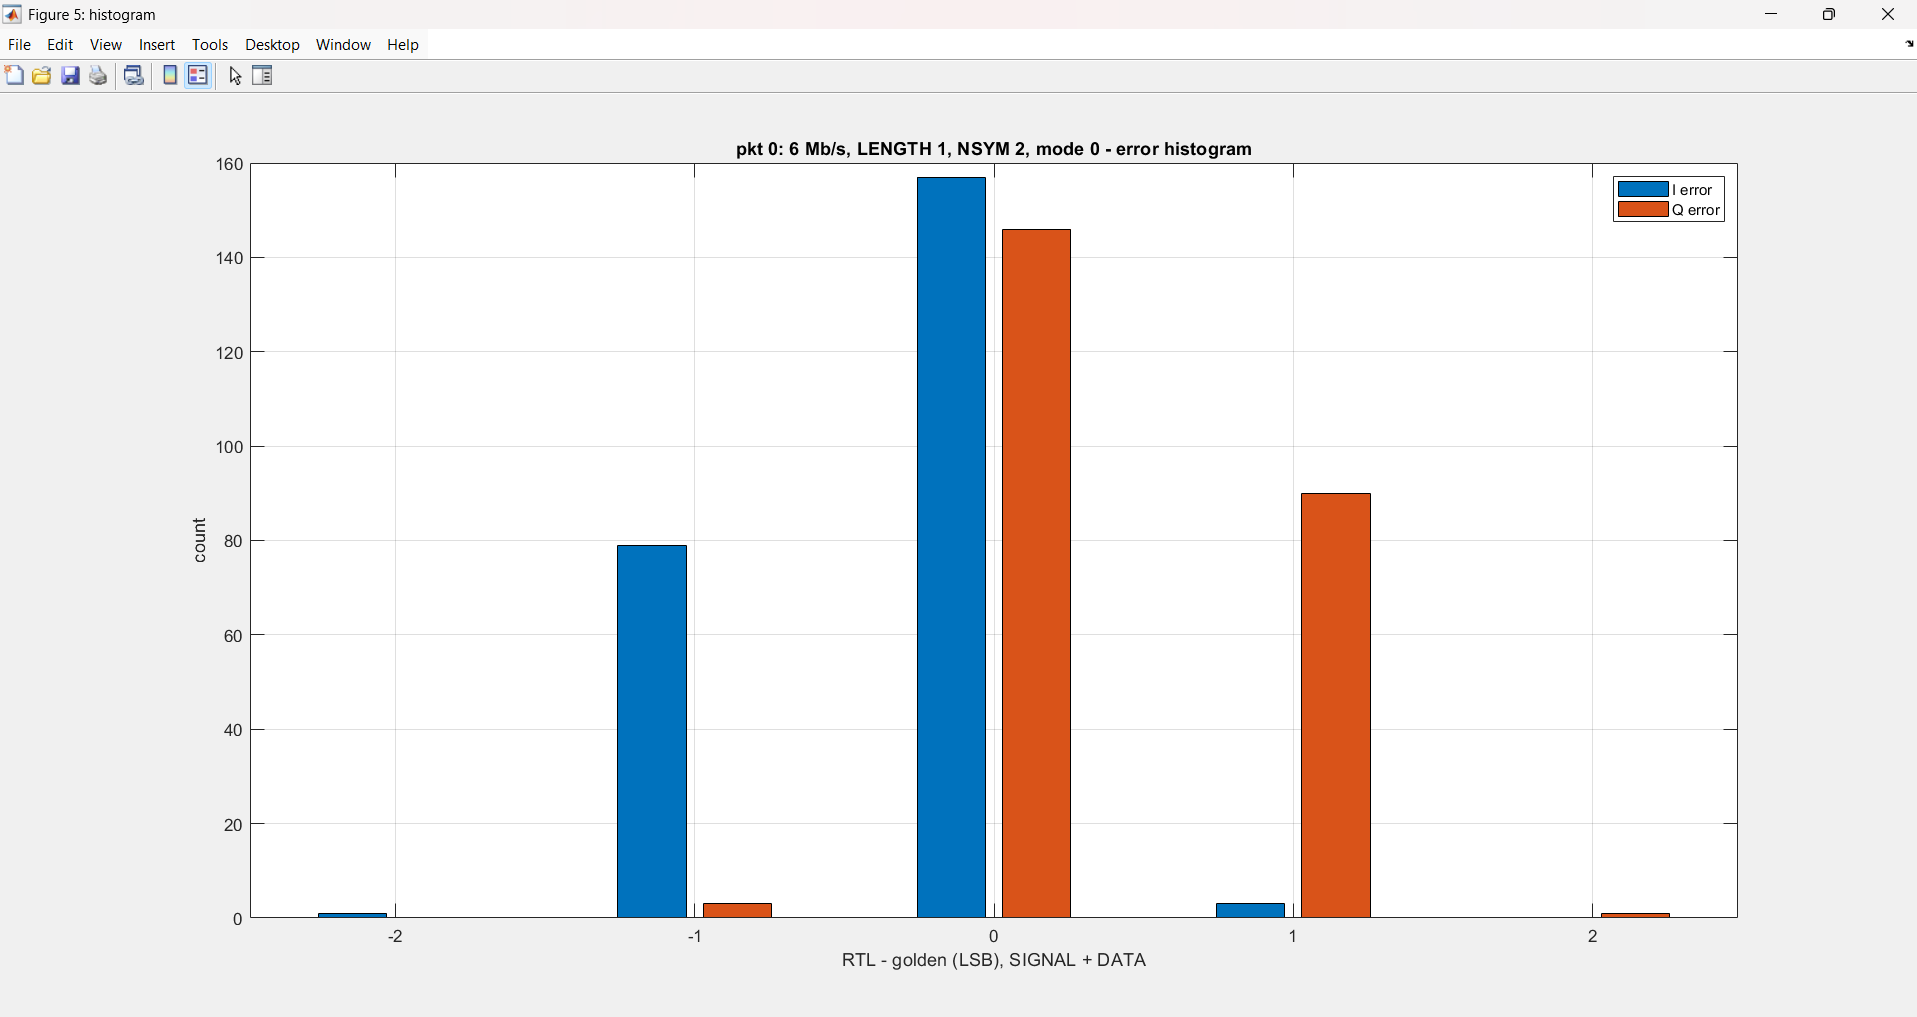 Figure 5: histogram
File Edit View Insert Tools Desktop Window Help
pkt 0: 6 Mb/s, LENGTH 1, NSYM 2, mode 0 - error histogram
160
140
120
100
80
60
40
20
0
count
I error
Q error
-2 -1 0 1 2
RTL - golden (LSB), SIGNAL + DATA